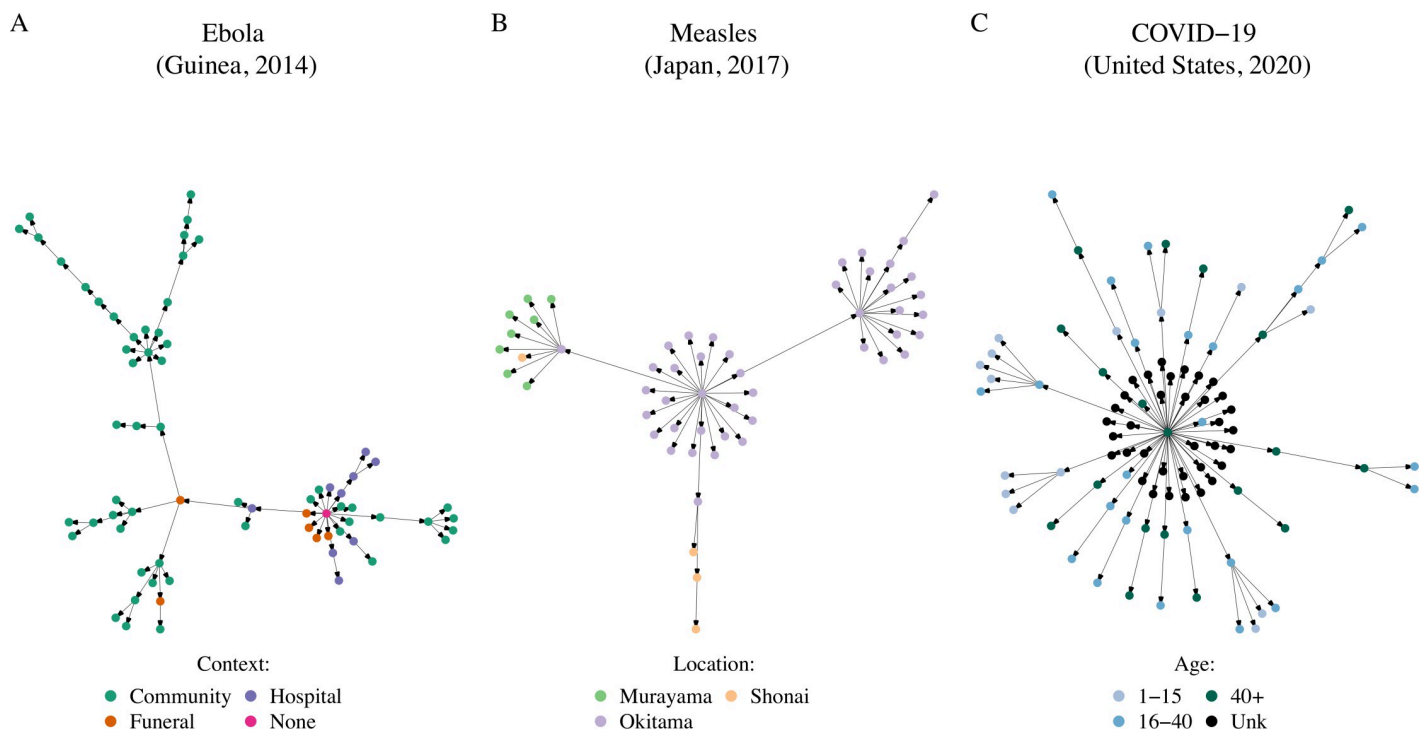 A
Ebola
(Guinea, 2014)
B
Measles
(Japan, 2017)
C
COVID−19
(United States, 2020)
Context:
Community
Hospital
Funeral
None
Location:
Murayama
Shonai
Okitama
Age:
1−15
40+
16−40
Unk